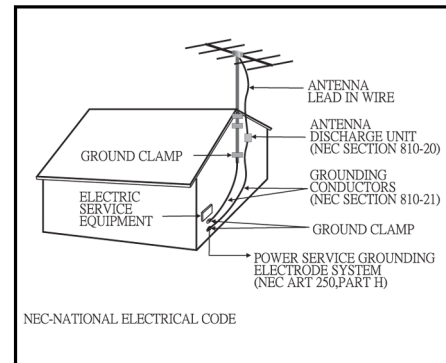 ANTENNA
LEAD IN WIRE
ANTENNA
DISCHARGE UNIT
(NEC SECTION 810-20)
GROUND CLAMP
GROUNDING
CONDUCTORS
(NEC SECTION 810-21)
ELECTRIC
SERVICE
EQUIPMENT
GROUND CLAMP
POWER SERVICE GROUNDING
ELECTRODE SYSTEM
(NEC ART 250,PART H)
NEC-NATIONAL ELECTRICAL CODE